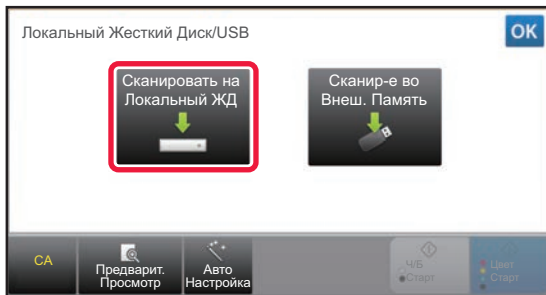 Локальный Жесткий Диск/USB
OK
Сканировать на
Локальный ЖД
Сканир-е во
Внеш. Память
CA
Предварит.
Просмотр
Авто
Настройка
Ч/Б
Старт
Цвет
Старт